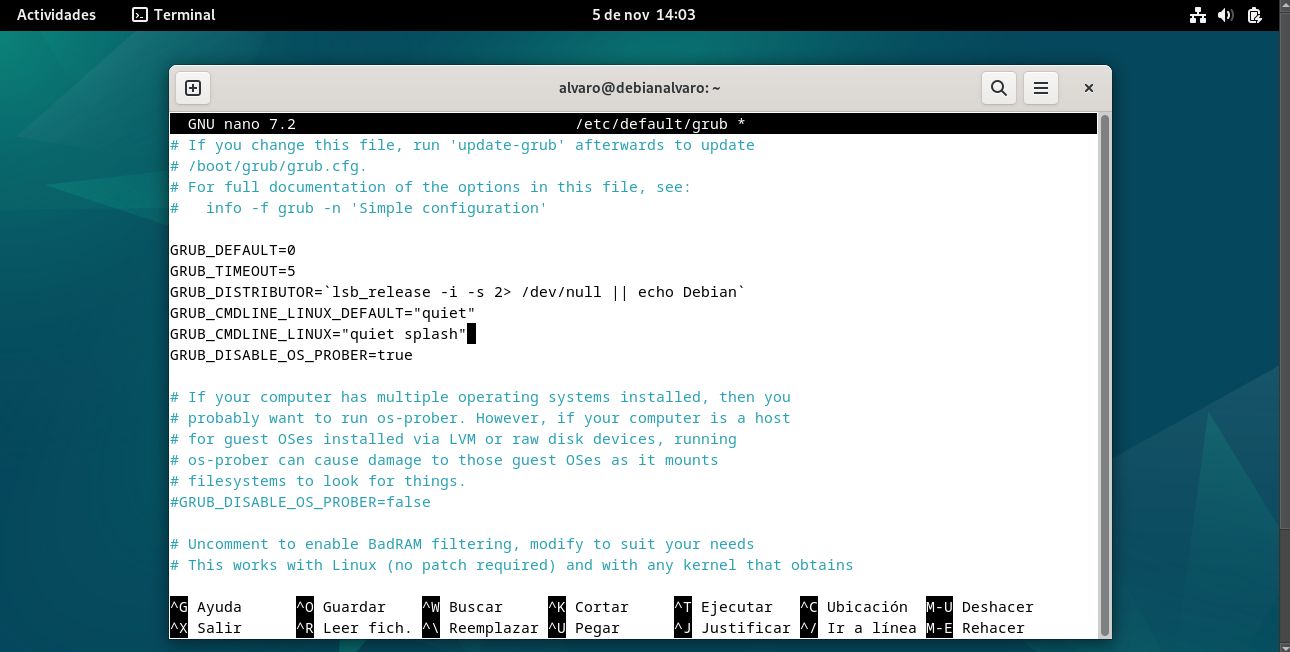 Actividades Terminal 5 de nov 14:03
alvaro@debianalvaro: ~
GNU nano 7.2 /etc/default/grub *
# If you change this file, run 'update-grub' afterwards to update
# /boot/grub/grub.cfg.
# For full documentation of the options in this file, see:
#   info -f grub -n 'Simple configuration'
GRUB_DEFAULT=0
GRUB_TIMEOUT=5
GRUB_DISTRIBUTOR=`lsb_release -i -s 2> /dev/null || echo Debian`
GRUB_CMDLINE_LINUX_DEFAULT="quiet"
GRUB_CMDLINE_LINUX="quiet splash"
GRUB_DISABLE_OS_PROBER=true
# If your computer has multiple operating systems installed, then you
# probably want to run os-prober. However, if your computer is a host
# for guest OSes installed via LVM or raw disk devices, running
# os-prober can cause damage to those guest OSes as it mounts
# filesystems to look for things.
#GRUB_DISABLE_OS_PROBER=false
# Uncomment to enable BadRAM filtering, modify to suit your needs
# This works with Linux (no patch required) and with any kernel that obtains
^G Ayuda ^O Guardar ^W Buscar ^K Cortar ^T Ejecutar ^C Ubicación M-U Deshacer
^X Salir ^R Leer fich. ^\ Reemplazar ^U Pegar ^J Justificar ^/ Ir a línea M-E Rehacer